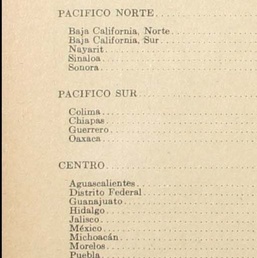 PACIFICO NORTE
Baja California, Norte
Baja California, Sur
Nayarit
Sinaloa
Sonora
PACIFICO SUR
Colima
Chiapas
Guerrero
Oaxaca
CENTRO
Aguascalientes
Distrito Federal
Guanajuato
Hidalgo
Jalisco
México
Michoacán
Morelos
Puebla